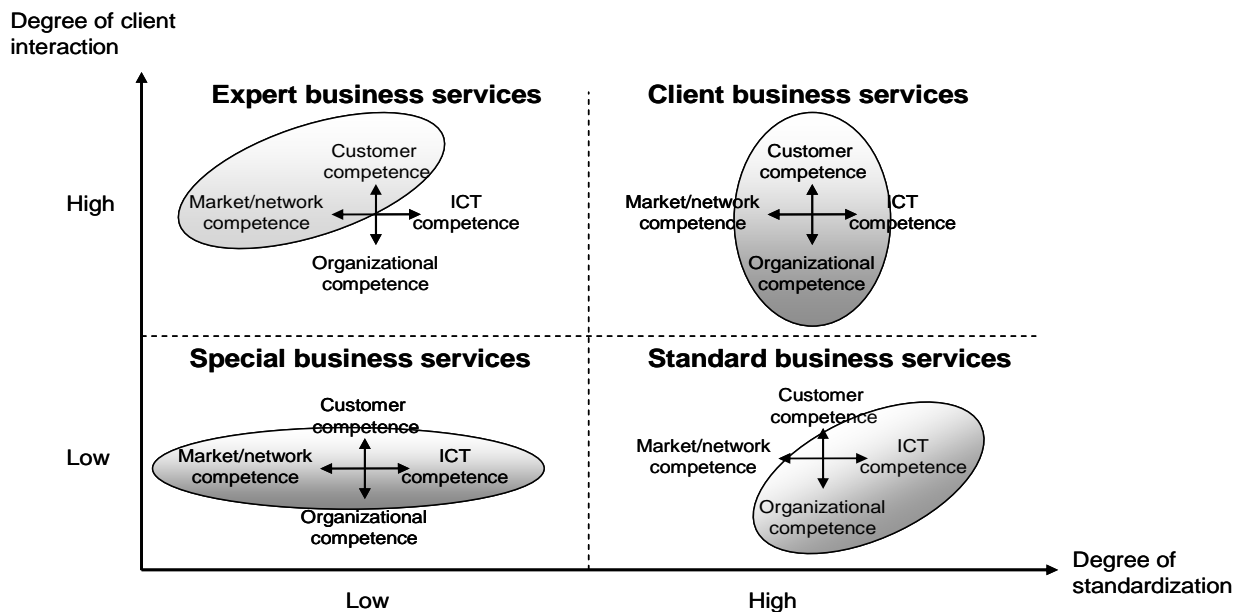 Degree of client
interaction
Expert business services
Client business services
Customer
competence
Market/network
competence
ICT
competence
Organizational
competence
Customer
competence
Market/network
competence
ICT
competence
Organizational
competence
High
Special business services
Standard business services
Customer
competence
Market/network
competence
ICT
competence
Organizational
competence
Customer
competence
Market/network
competence
ICT
competence
Organizational
competence
Low
Degree of
standardization
Low
High